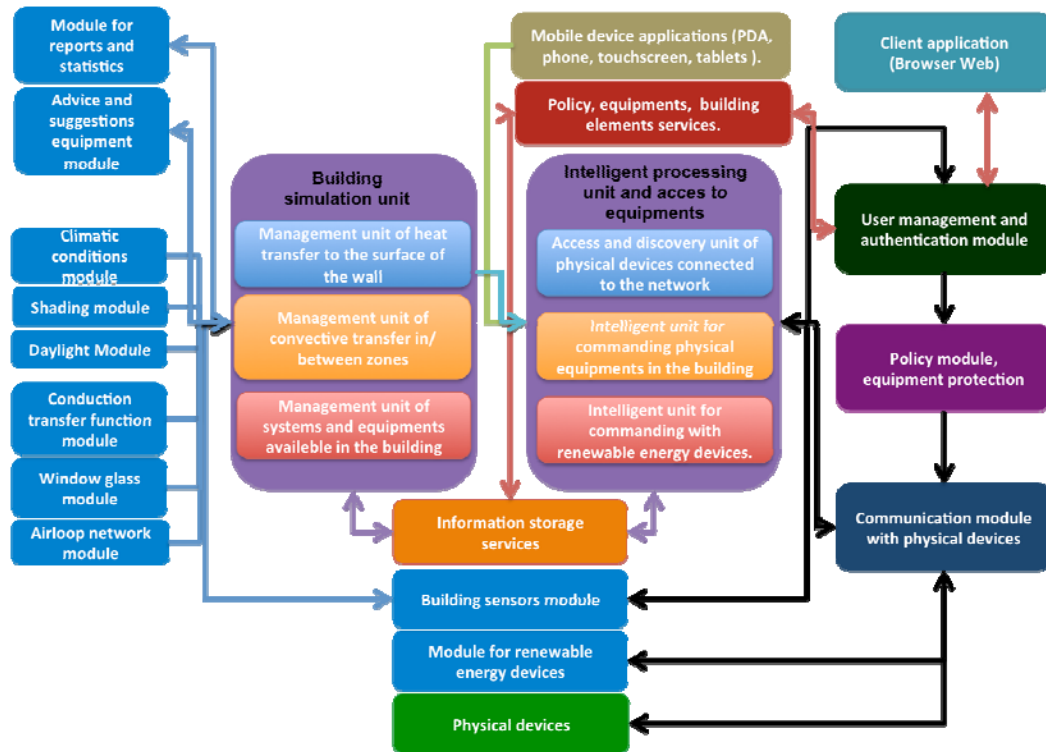 Module for
reports and
statistics
Advice and
suggestions
equipment
module
Climatic
conditions
module
Shading module
Daylight Module
Conduction
transfer function
module
Window glass
module
Airloop network
module
Building
simulation unit
Management unit of heat
transfer to the surface of
the wall
Management unit of
convective transfer in/
between zones
Management unit of
systems and equipments
available in the building
Mobile device applications (PDA,
phone, touchscreen, tablets ).
Policy, equipments, building
elements services.
Intelligent processing
unit and acces to
equipments
Access and discovery unit of
physical devices connected
to the network
Intelligent unit for
commanding physical
equipments in the building
Intelligent unit for
commanding with
renewable energy devices.
Information storage
services
Building sensors module
Module for renewable
energy devices
Physical devices
Client application
(Browser Web)
User management and
authentication module
Policy module,
equipment protection
Communication module
with physical devices